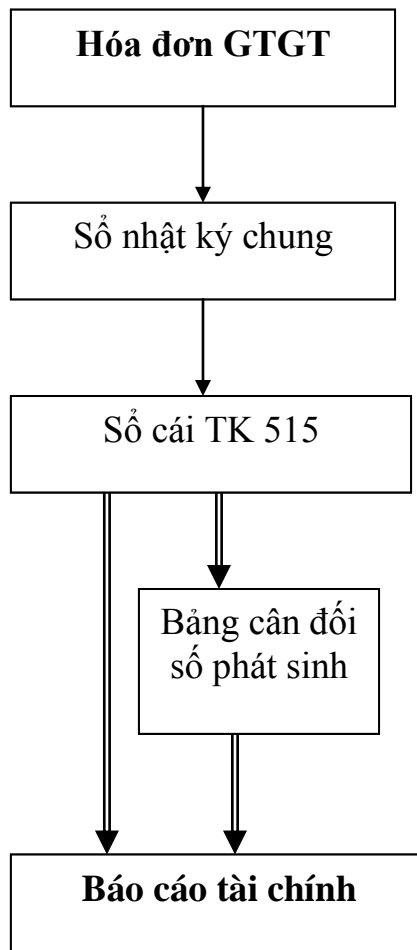 Hóa đơn GTGT
Sổ nhật ký chung
Sổ cái TK 515
Bảng cân đối
số phát sinh
Báo cáo tài chính